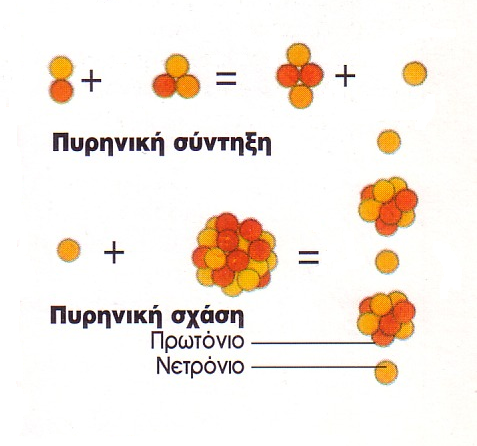 + = +
Πυρηνική σύντηξη
+ =
Πυρηνική σχάση
Πρωτόνιο
Νετρόνιο